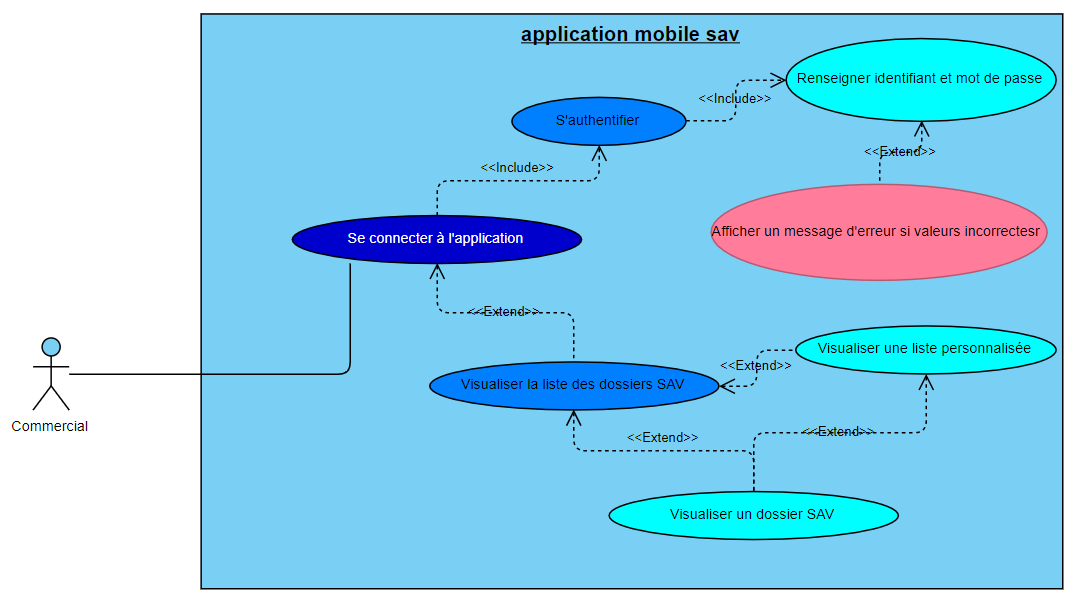 application mobile sav
Renseigner identifiant et mot de passe
<<Include>>
S'authentifier
<<Extend>>
<<Include>>
Afficher un message d'erreur si valeurs incorrectesr
Se connecter à l'application
<<Extend>>
Visualiser une liste personnalisée
<<Extend>>
Visualiser la liste des dossiers SAV
Commercial
<<Extend>>
<<Extend>>
Visualiser un dossier SAV